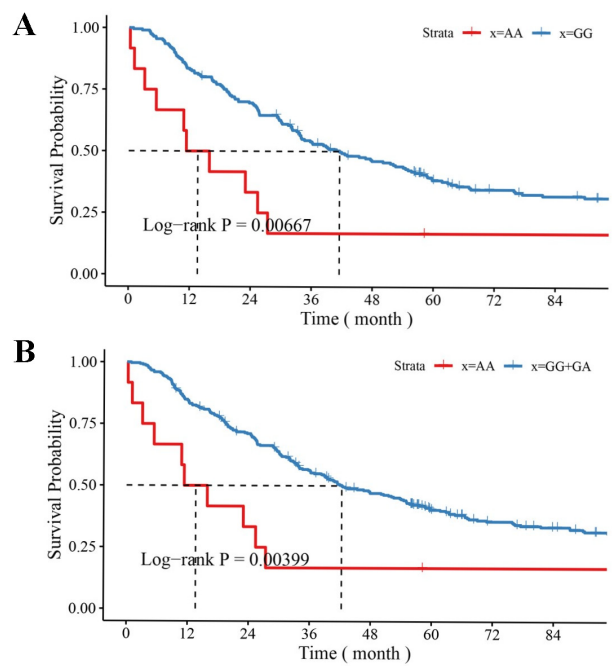 A
Strata x=AA x=GG
Survival Probability
1.00
0.75
0.50
0.25
0.00
Log−rank P = 0.00667
0 12 24 36 48 60 72 84
Time ( month )
B
Strata x=AA x=GG+GA
Survival Probability
1.00
0.75
0.50
0.25
0.00
Log−rank P = 0.00399
0 12 24 36 48 60 72 84
Time ( month )